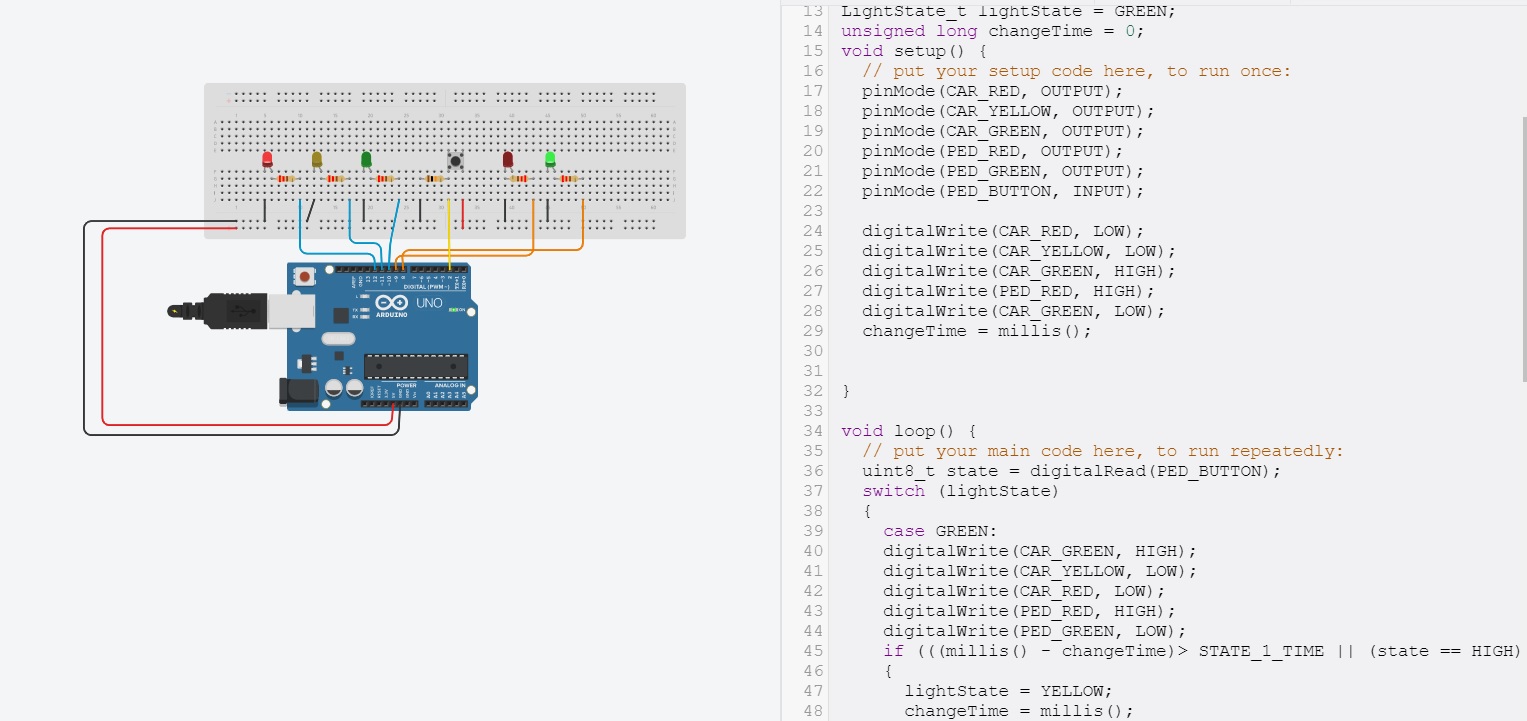 DIGITAL (PWM~)
UNO
ARDUINO
POWER
ANALOG IN
13 LightState_t lightState = GREEN;
14 unsigned long changeTime = 0;
15 void setup() {
16 // put your setup code here, to run once:
17 pinMode(CAR_RED, OUTPUT);
18 pinMode(CAR_YELLOW, OUTPUT);
19 pinMode(CAR_GREEN, OUTPUT);
20 pinMode(PED_RED, OUTPUT);
21 pinMode(PED_GREEN, OUTPUT);
22 pinMode(PED_BUTTON, INPUT);
23
24 digitalWrite(CAR_RED, LOW);
25 digitalWrite(CAR_YELLOW, LOW);
26 digitalWrite(CAR_GREEN, HIGH);
27 digitalWrite(PED_RED, HIGH);
28 digitalWrite(CAR_GREEN, LOW);
29 changeTime = millis();
30
31
32 }
33
34 void loop() {
35 // put your main code here, to run repeatedly:
36 uint8_t state = digitalRead(PED_BUTTON);
37 switch (lightState)
38 {
39 case GREEN:
40 digitalWrite(CAR_GREEN, HIGH);
41 digitalWrite(CAR_YELLOW, LOW);
42 digitalWrite(CAR_RED, LOW);
43 digitalWrite(PED_RED, HIGH);
44 digitalWrite(PED_GREEN, LOW);
45 if (((millis() - changeTime)> STATE_1_TIME || (state == HIGH)
46 {
47 lightState = YELLOW;
48 changeTime = millis();